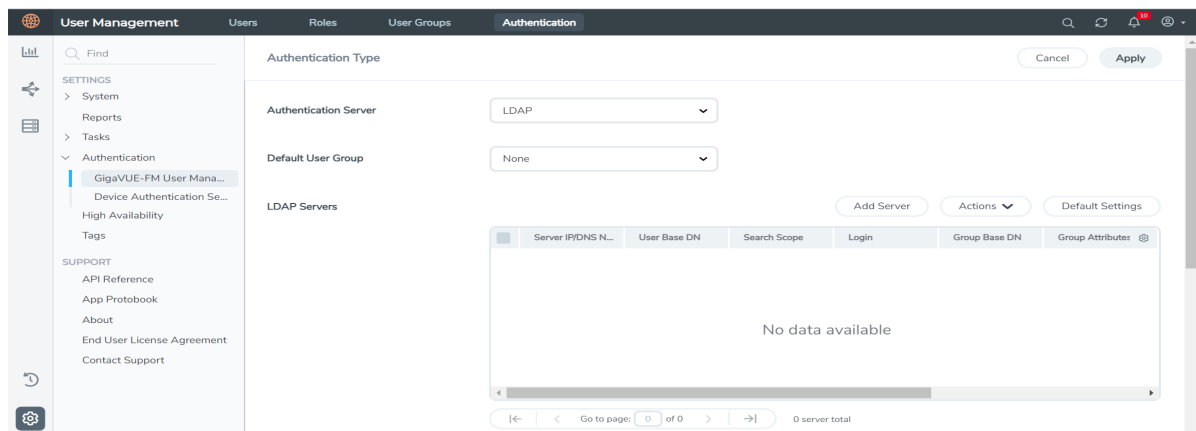 User Management Users Roles User Groups Authentication 10
Find
SETTINGS
System
Reports
Tasks
Authentication
GigaVUE-FM User Mana...
Device Authentication Se...
High Availability
Tags
SUPPORT
API Reference
App Protobook
About
End User License Agreement
Contact Support
Authentication Type Cancel Apply
Authentication Server LDAP
Default User Group None
LDAP Servers Add Server Actions Default Settings
Server IP/DNS N... User Base DN Search Scope Login Group Base DN Group Attributes
No data available
Go to page: 0 of 0 0 server total